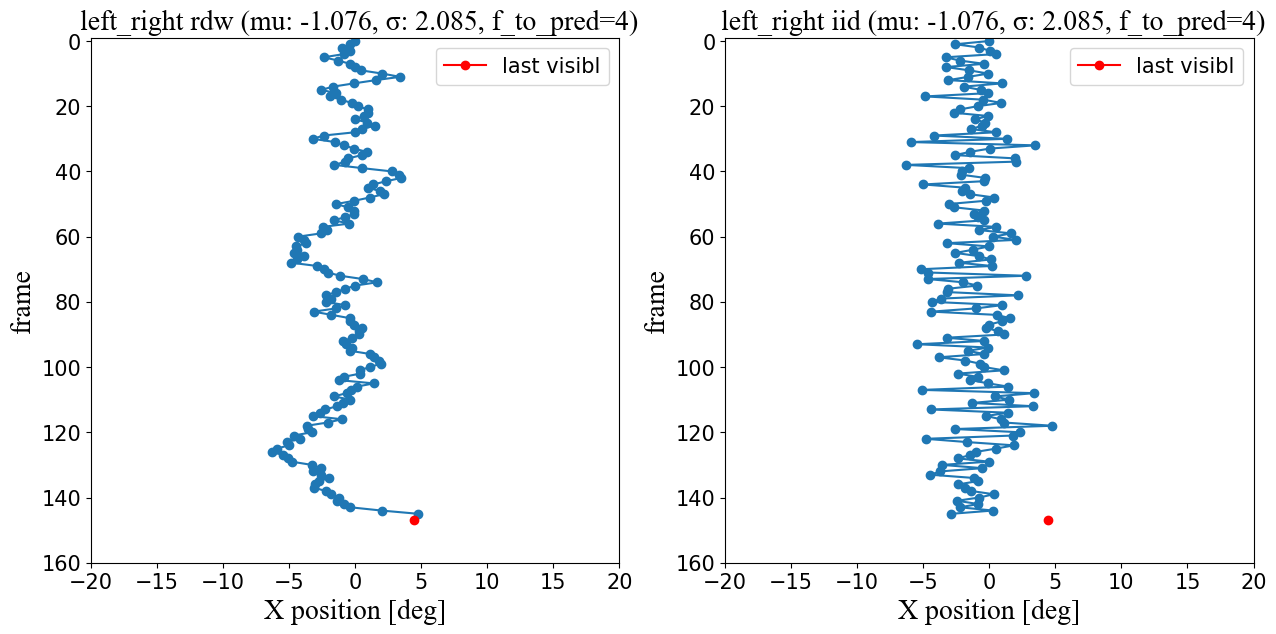 left_right rdw (mu: -1.076, σ: 2.085, f_to_pred=4)
last visibl
0
20
40
60
80
100
120
140
160
frame
−20 −15 −10 −5 0 5 10 15 20
X position [deg]
left_right iid (mu: -1.076, σ: 2.085, f_to_pred=4)
last visibl
0
20
40
60
80
100
120
140
160
frame
−20 −15 −10 −5 0 5 10 15 20
X position [deg]